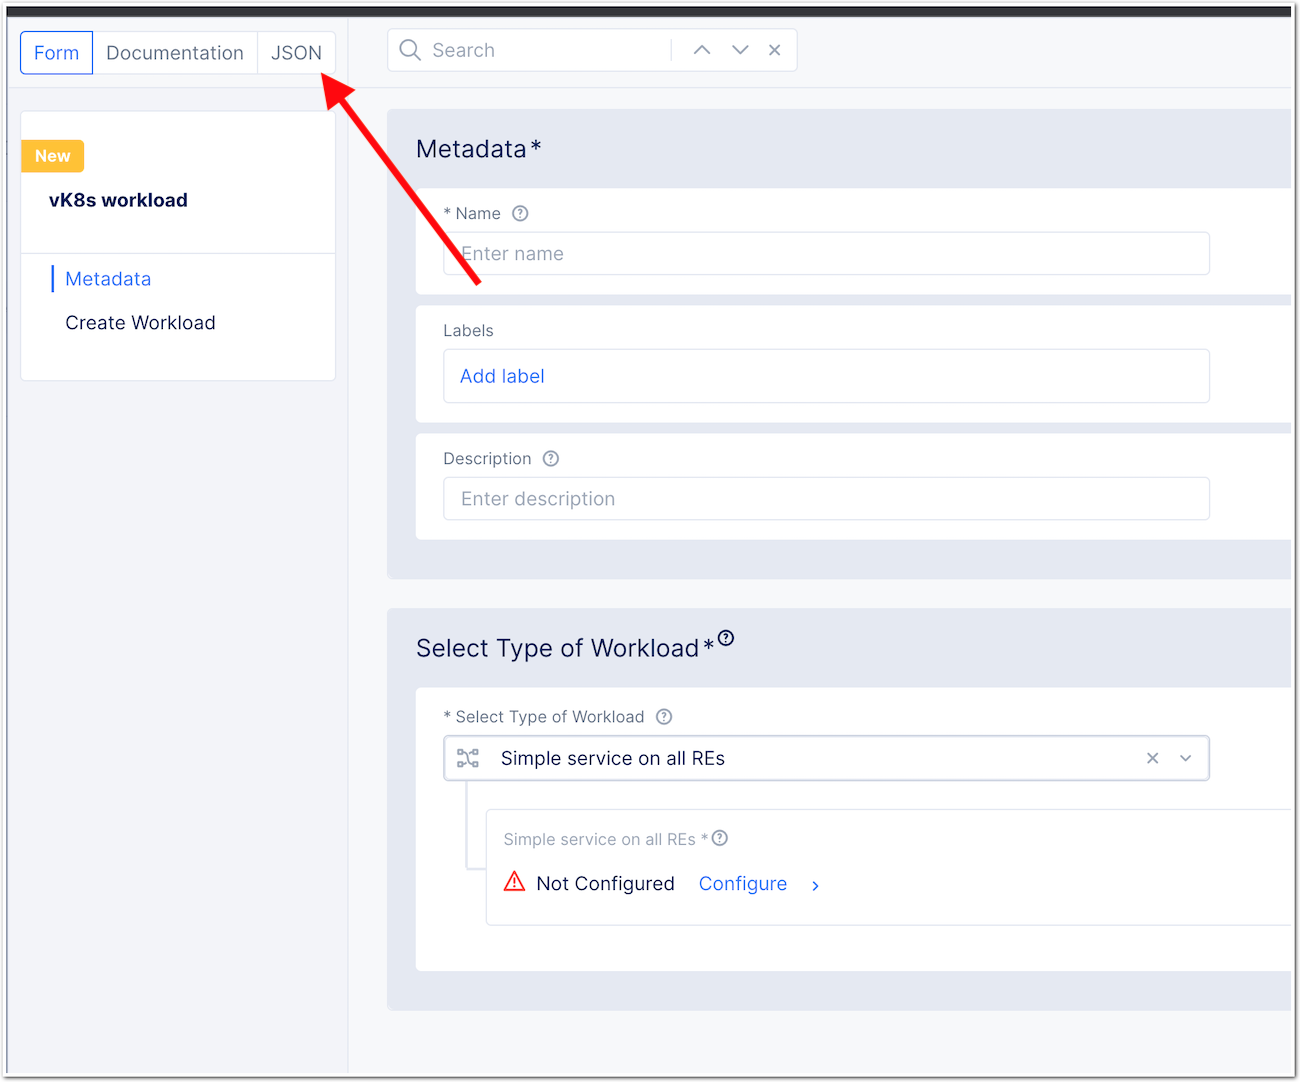 Form Documentation JSON
Search
New
vK8s workload
Metadata
Create Workload
Metadata*
* Name
Enter name
Labels
Add label
Description
Enter description
Select Type of Workload*
* Select Type of Workload
Simple service on all REs
Simple service on all REs *
Not Configured Configure